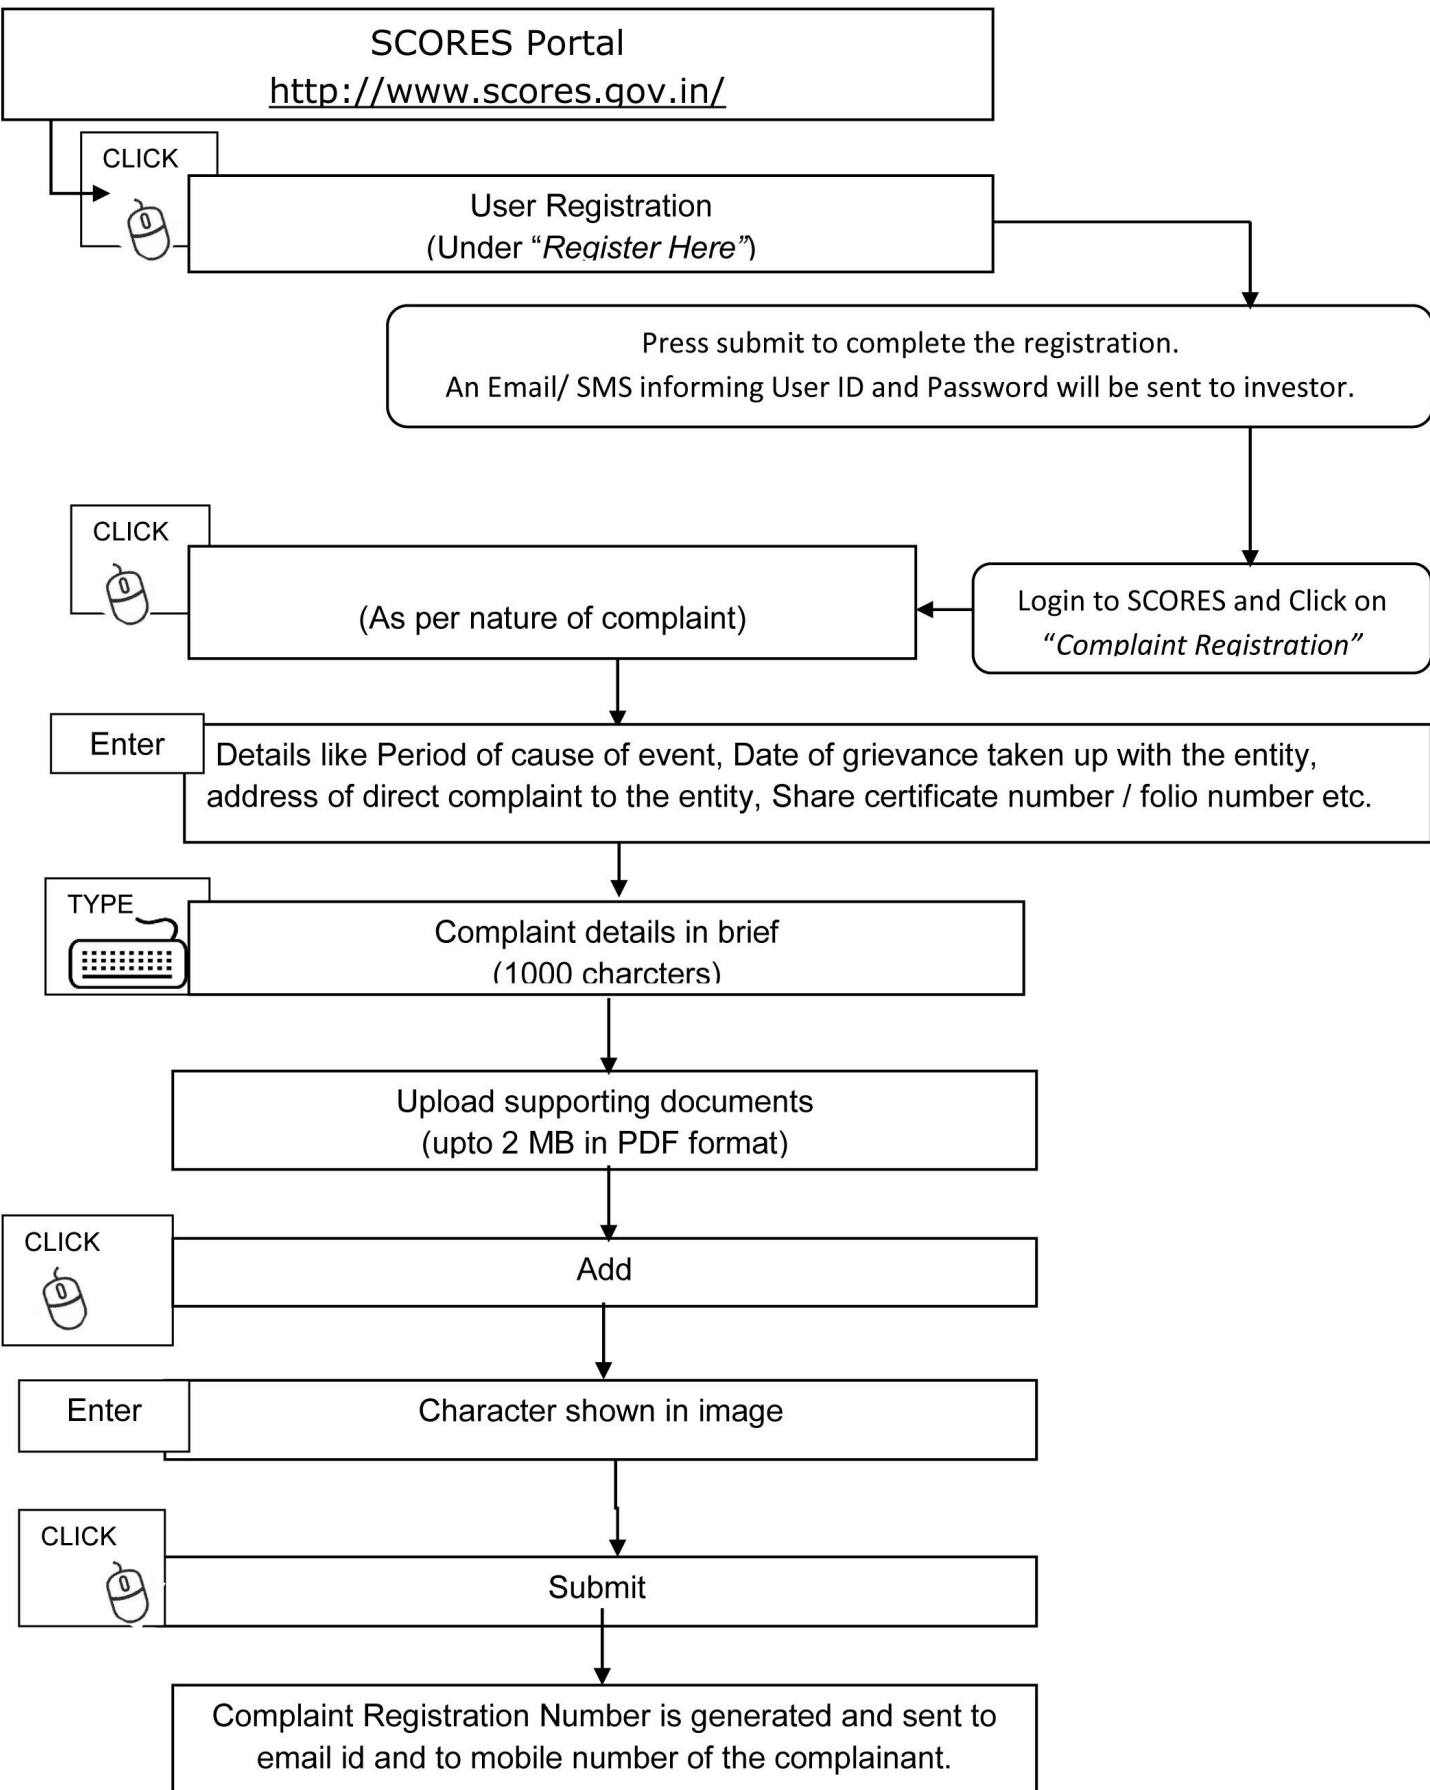 SCORES Portal
http://www.scores.gov.in/
CLICK
User Registration
(Under “Register Here”)
Press submit to complete the registration.
An Email/ SMS informing User ID and Password will be sent to investor.
CLICK
(As per nature of complaint)
Login to SCORES and Click on
“Complaint Registration”
Enter
Details like Period of cause of event, Date of grievance taken up with the entity,
address of direct complaint to the entity, Share certificate number / folio number etc.
TYPE
Complaint details in brief
(1000 charcters)
Upload supporting documents
(upto 2 MB in PDF format)
CLICK
Add
Enter
Character shown in image
CLICK
Submit
Complaint Registration Number is generated and sent to
email id and to mobile number of the complainant.